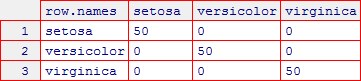 row.names setosa versicolor virginica
1 setosa 50 0 0
2 versicolor 0 50 0
3 virginica 0 0 50